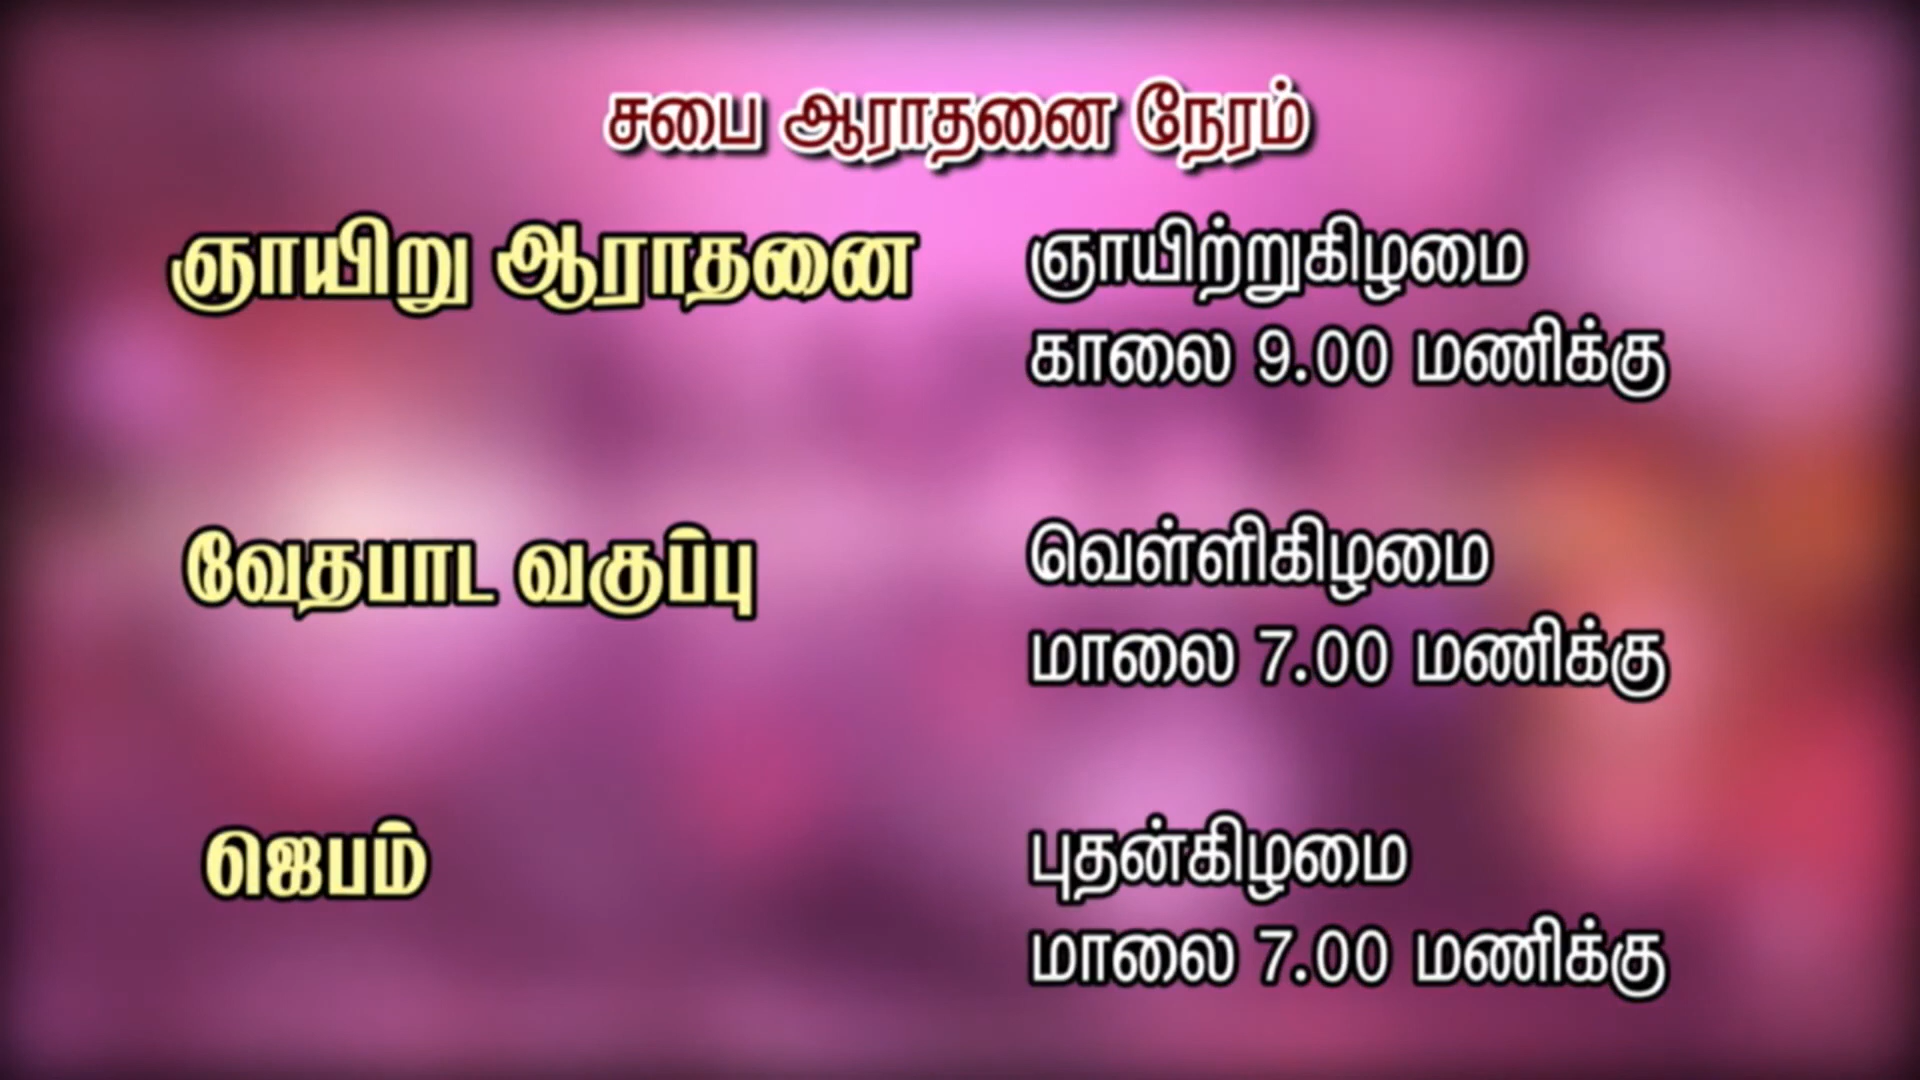 சபை ஆராதனை நேரம்
ஞாயிறு ஆராதனை
ஞாயிற்றுகிழமை
காலை 9.00 மணிக்கு
வேதபாட வகுப்பு
வெள்ளிகிழமை
மாலை 7.00 மணிக்கு
ஜெபம்
புதன்கிழமை
மாலை 7.00 மணிக்கு